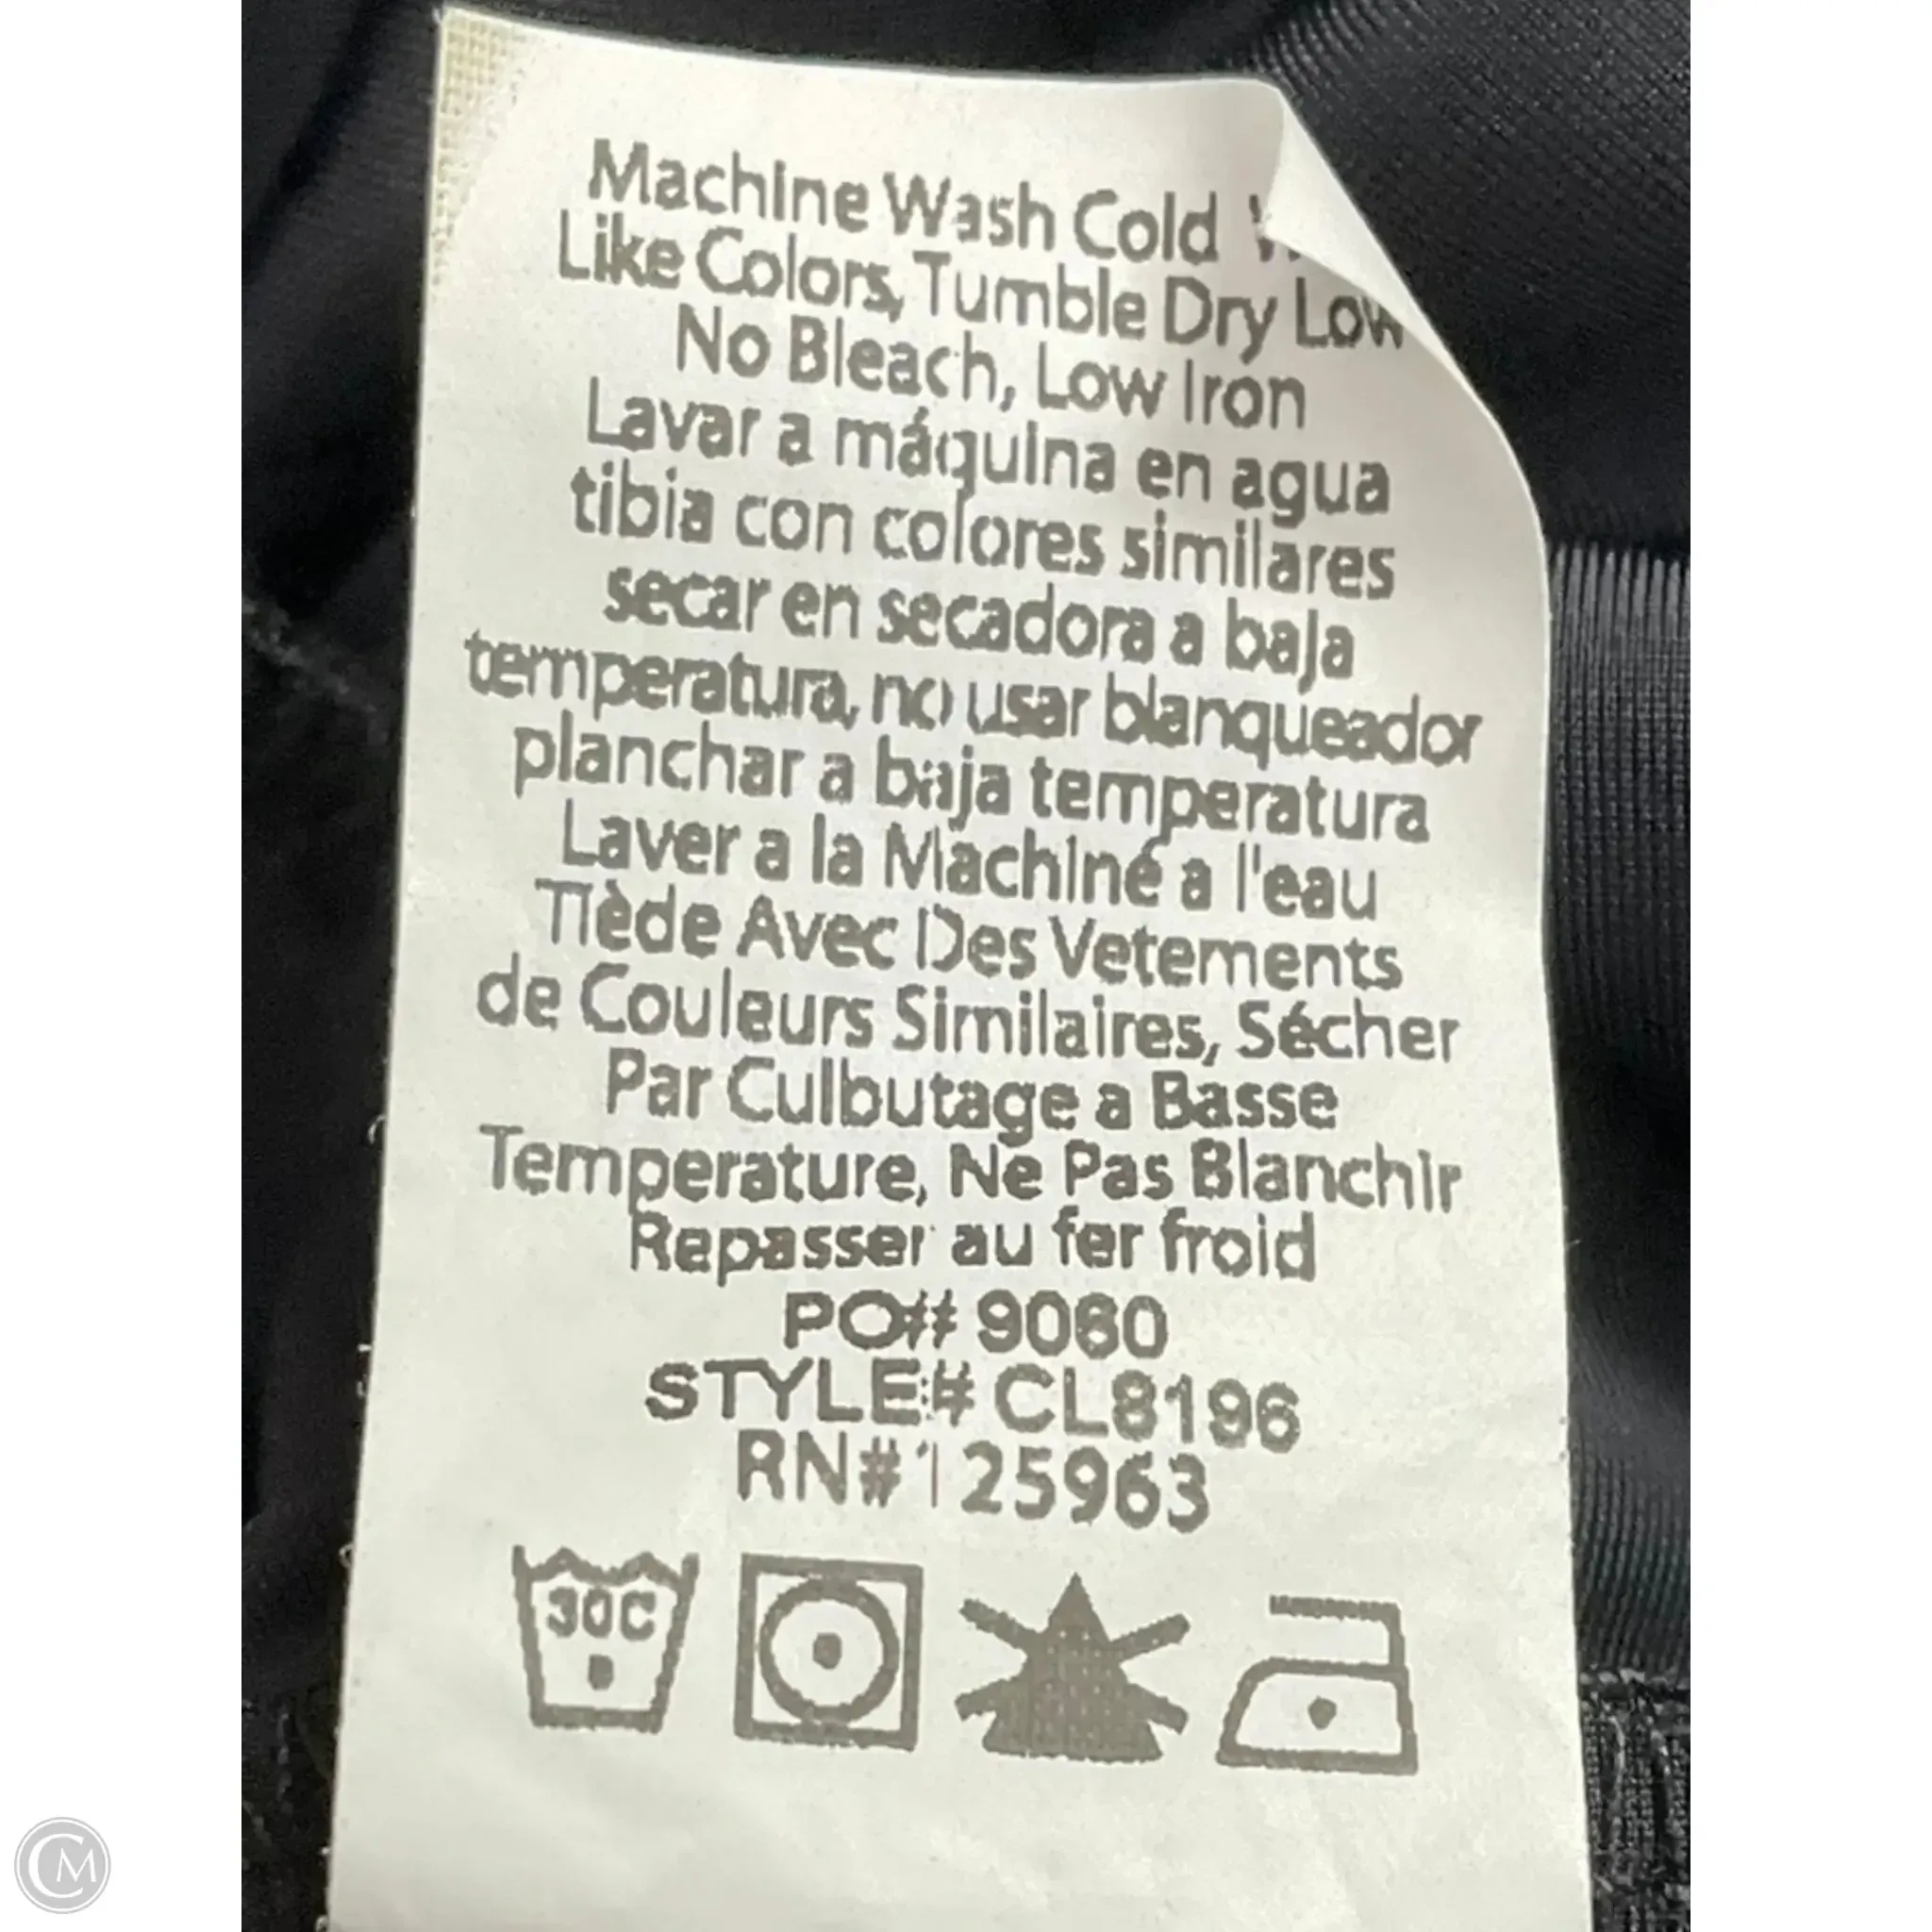 Machine Wash Cold
Like Colors, Tumble Dry Low
No Bleach, Low Iron
Lavar a máquina en agua
tibia con colores similares
secar en secadora a baja
temperatura, no usar blanqueador
planchar a baja temperatura
Laver a la Machiné a l'eau
Tiède Avec Des Vetements
de Couleurs Similaires, Sécher
Par Culbutage a Basse
Temperature, Ne Pas Blanchir
Repasser au fer froid
PO# 9060
STYLE# CL8196
RN#125963
30C
CM